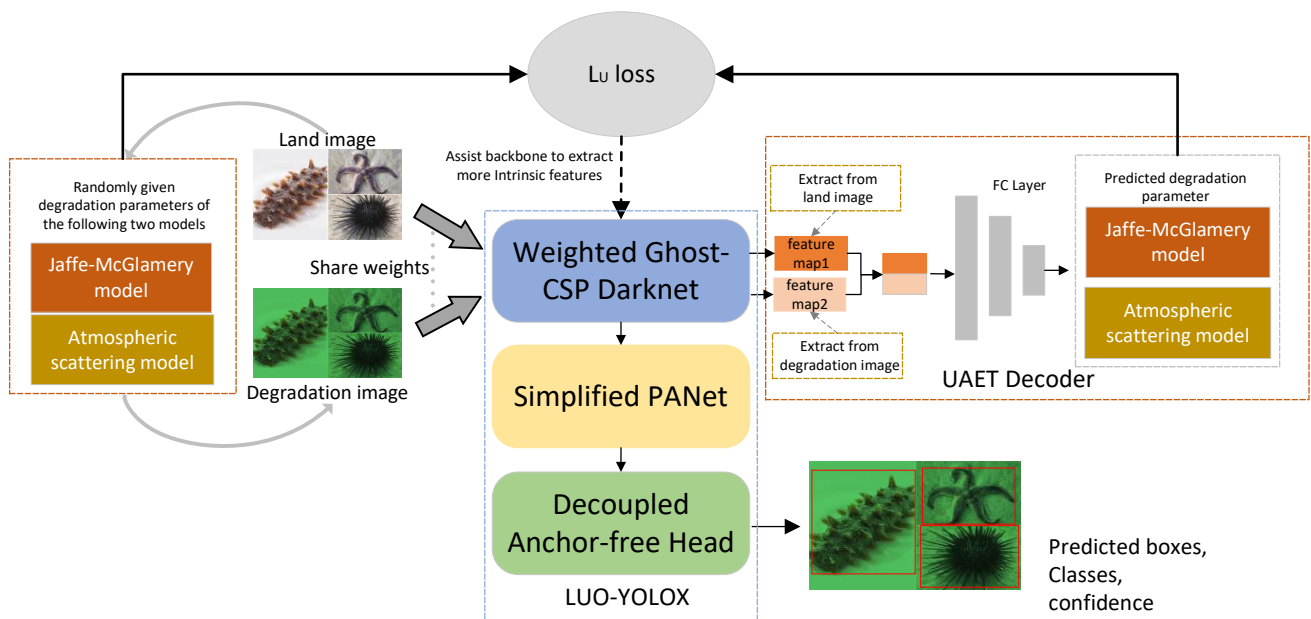 LU loss
Land image
Assist backbone to extract
more Intrinsic features
Randomly given
degradation parameters of
the following two models
Jaffe-McGlamery
model
Atmospheric
scattering model
Share weights
Degradation image
Weighted Ghost-
CSP Darknet
Simplified PANet
Decoupled
Anchor-free Head
LUO-YOLOX
Extract from
land image
feature
map1
feature
map2
Extract from
degradation image
FC Layer
Predicted degradation
parameter
Jaffe-McGlamery
model
Atmospheric
scattering model
UAET Decoder
Predicted boxes,
Classes,
confidence